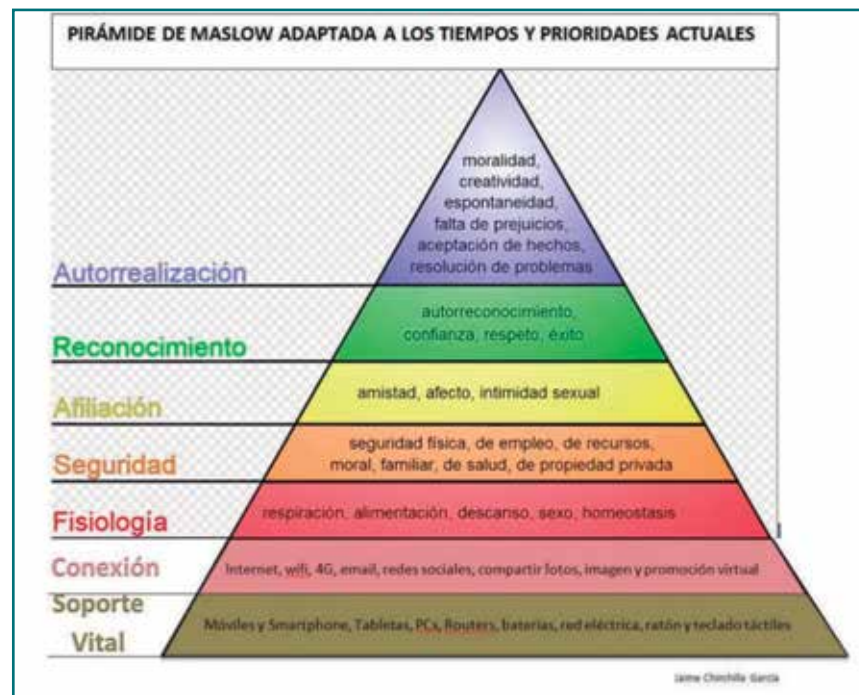 PIRÁMIDE DE MASLOW ADAPTADA A LOS TIEMPOS Y PRIORIDADES ACTUALES
moralidad,
creatividad,
espontaneidad,
falta de prejuicios,
aceptación de hechos,
resolución de problemas
Autorrealización
autorreconocimiento,
confianza, respeto, éxito
Reconocimiento
amistad, afecto, intimidad sexual
Afiliación
seguridad física, de empleo, de recursos,
moral, familiar, de salud, de propiedad privada
Seguridad
respiración, alimentación, descanso, sexo, homeostasis
Fisiología
Conexión
Internet, wifi, 4G, email, redes sociales, compartir fotos, imagen y promoción virtual
Soporte
Vital
Móviles y Smartphone, Tabletas, PCs, Routers, baterías, red eléctrica, ratón y teclado táctiles
Jaime Chinchilla García